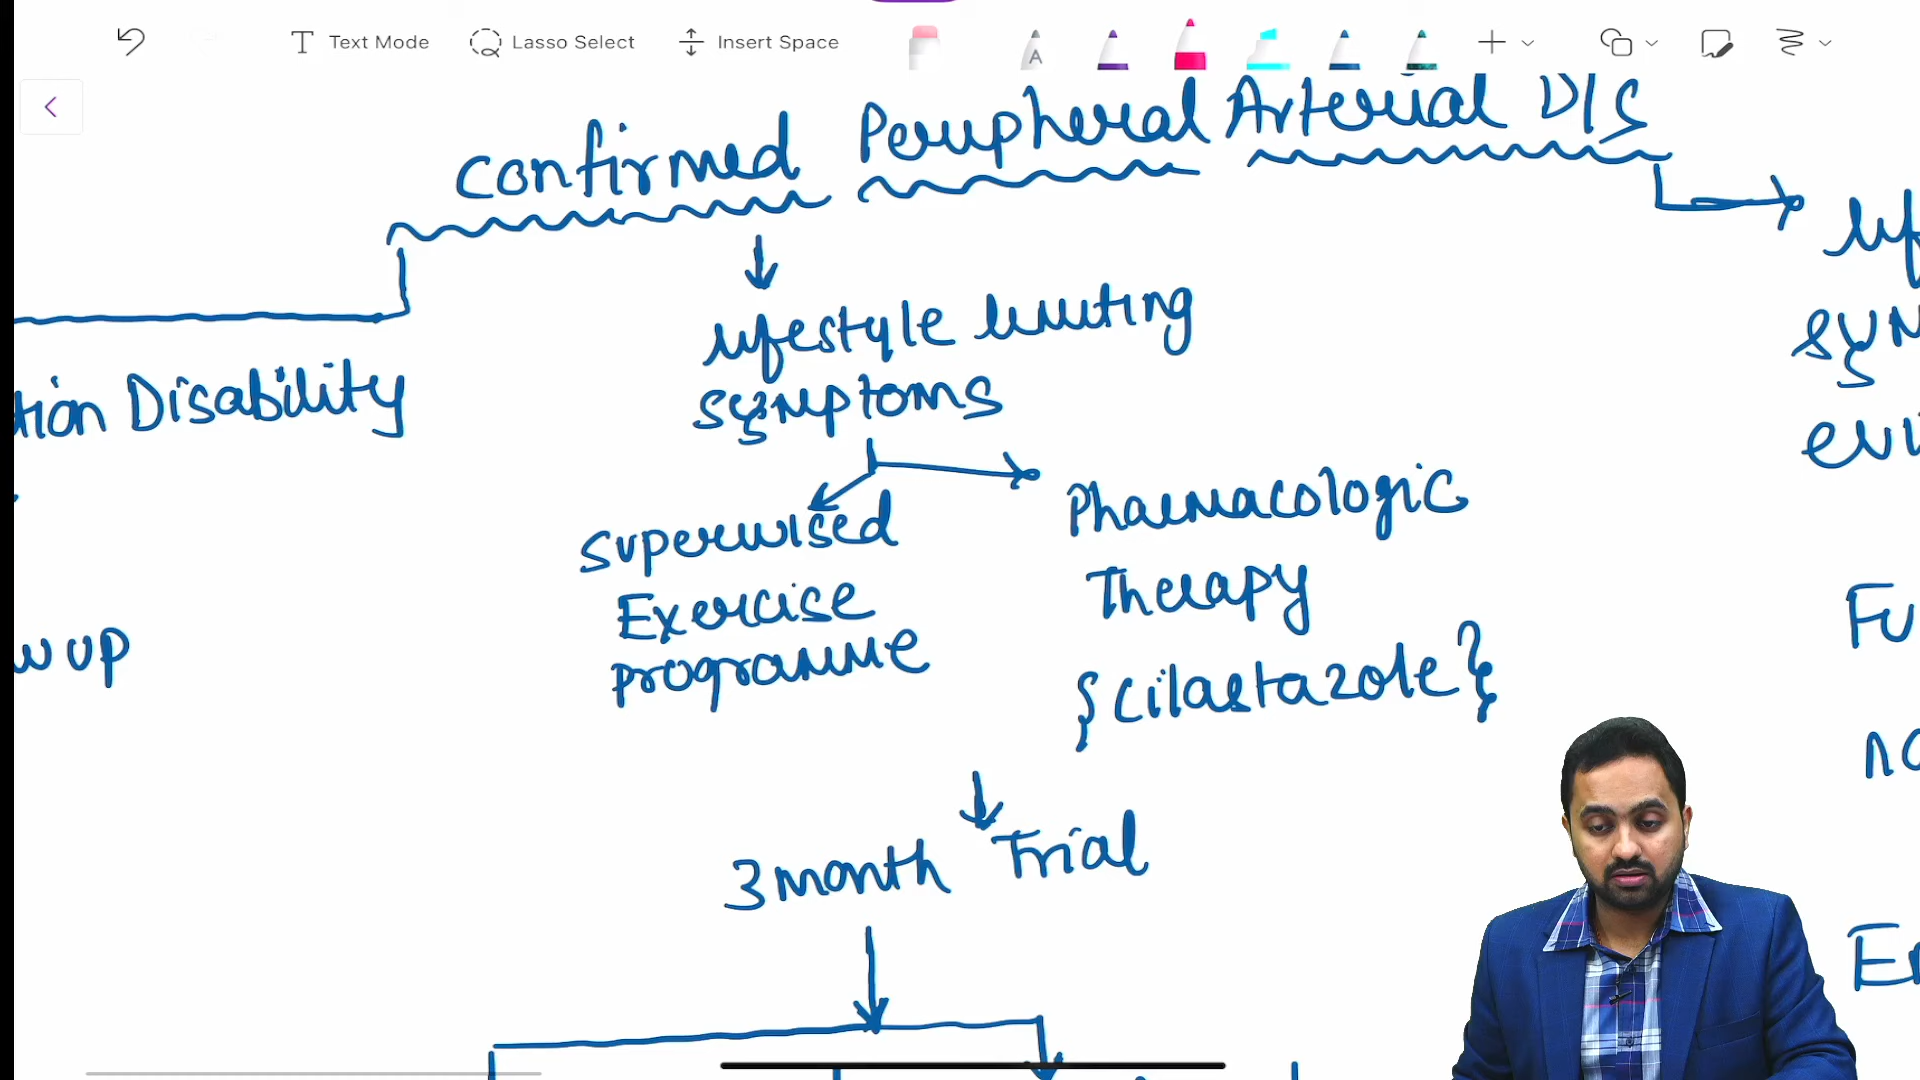 Text Mode
Lasso Select
Insert Space
A
confirmed Peripheral Arterial DIS
lifestyle limiting
symptoms
tion Disability
Supervised
Exercise
programme
Pharmacologic
Therapy
{cilastazole}
w up
3 month Trial